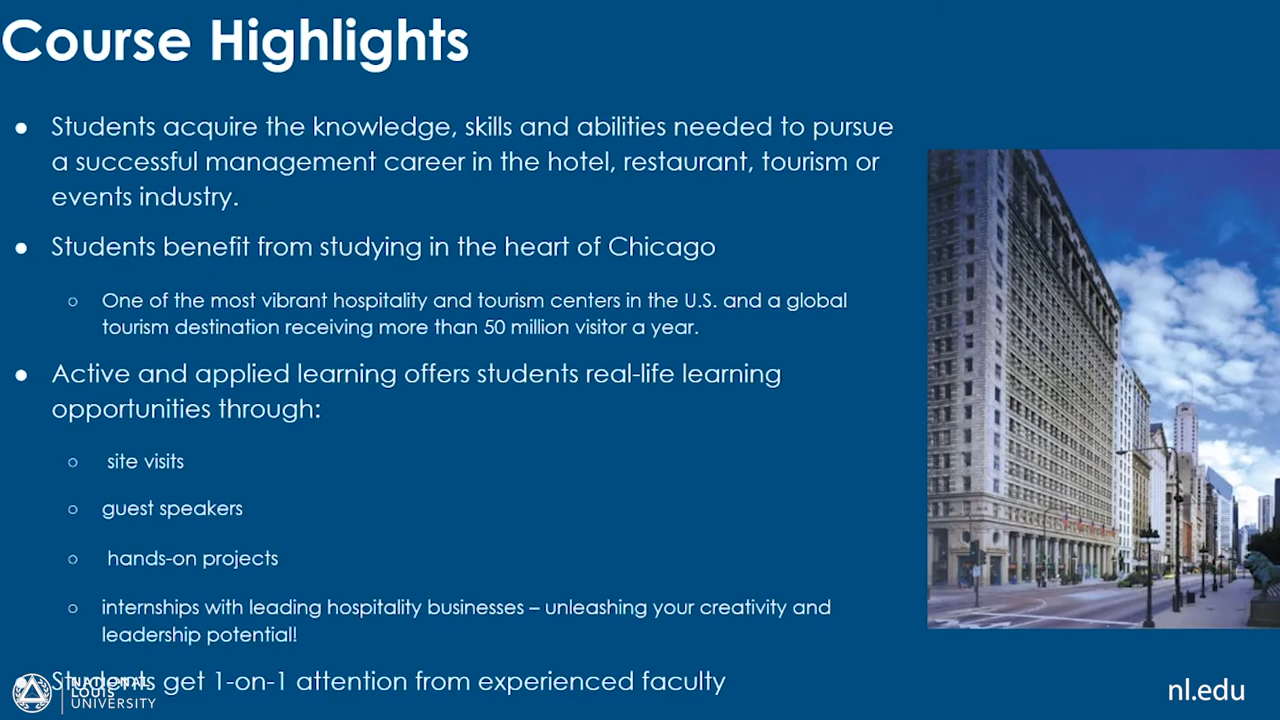 Course Highlights
● Students acquire the knowledge, skills and abilities needed to pursue
a successful management career in the hotel, restaurant, tourism or
events industry.
● Students benefit from studying in the heart of Chicago
○ One of the most vibrant hospitality and tourism centers in the U.S. and a global
tourism destination receiving more than 50 million visitor a year.
● Active and applied learning offers students real-life learning
opportunities through:
○ site visits
○ guest speakers
○ hands-on projects
○ internships with leading hospitality businesses – unleashing your creativity and
leadership potential!
● Students get 1-on-1 attention from experienced faculty
NATIONAL
LOUIS
UNIVERSITY
nl.edu